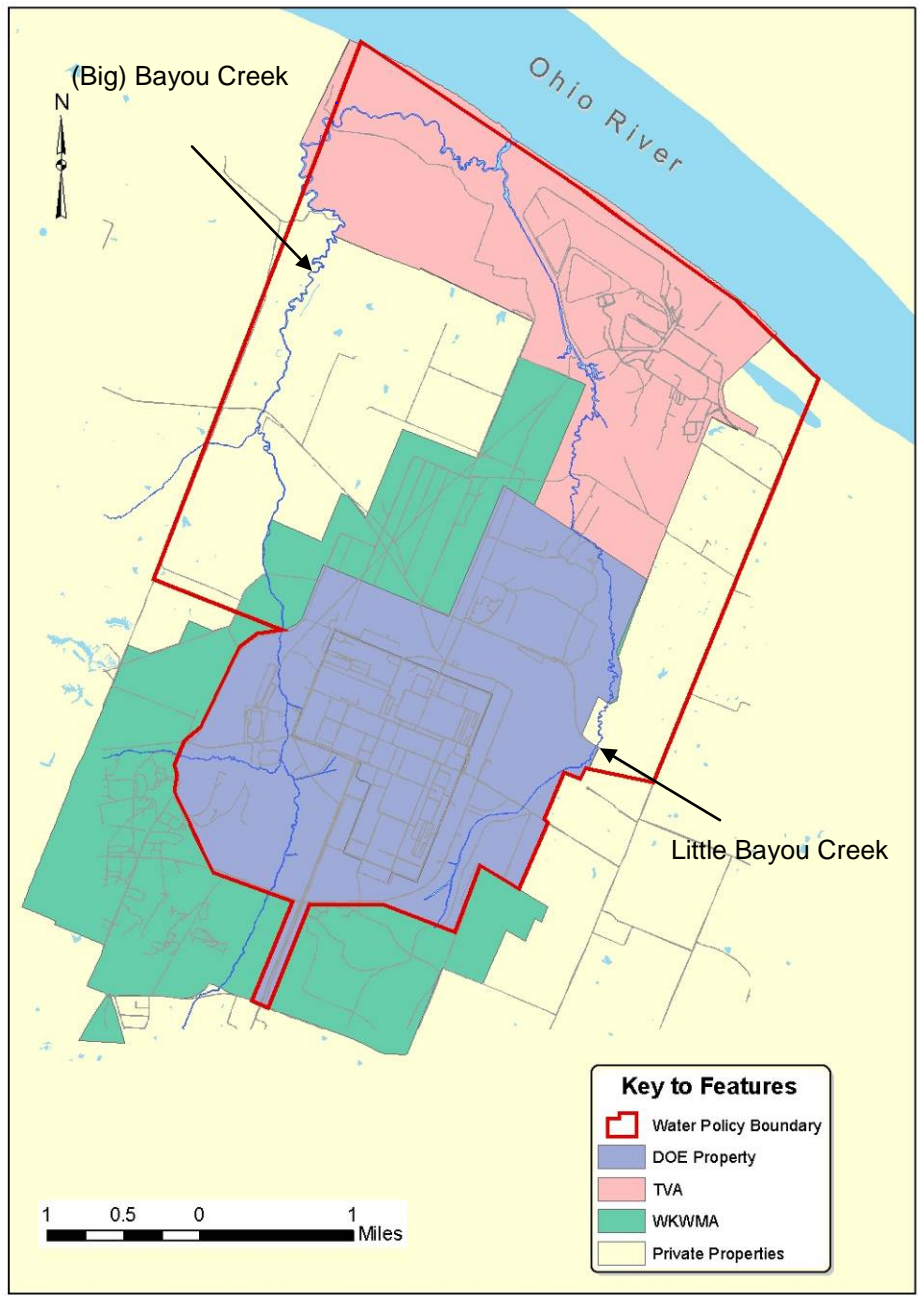 (Big) Bayou Creek
N
Ohio River
Little Bayou Creek
Key to Features
Water Policy Boundary
DOE Property
TVA
WKWMA
Private Properties
1 0.5 0 1
Miles